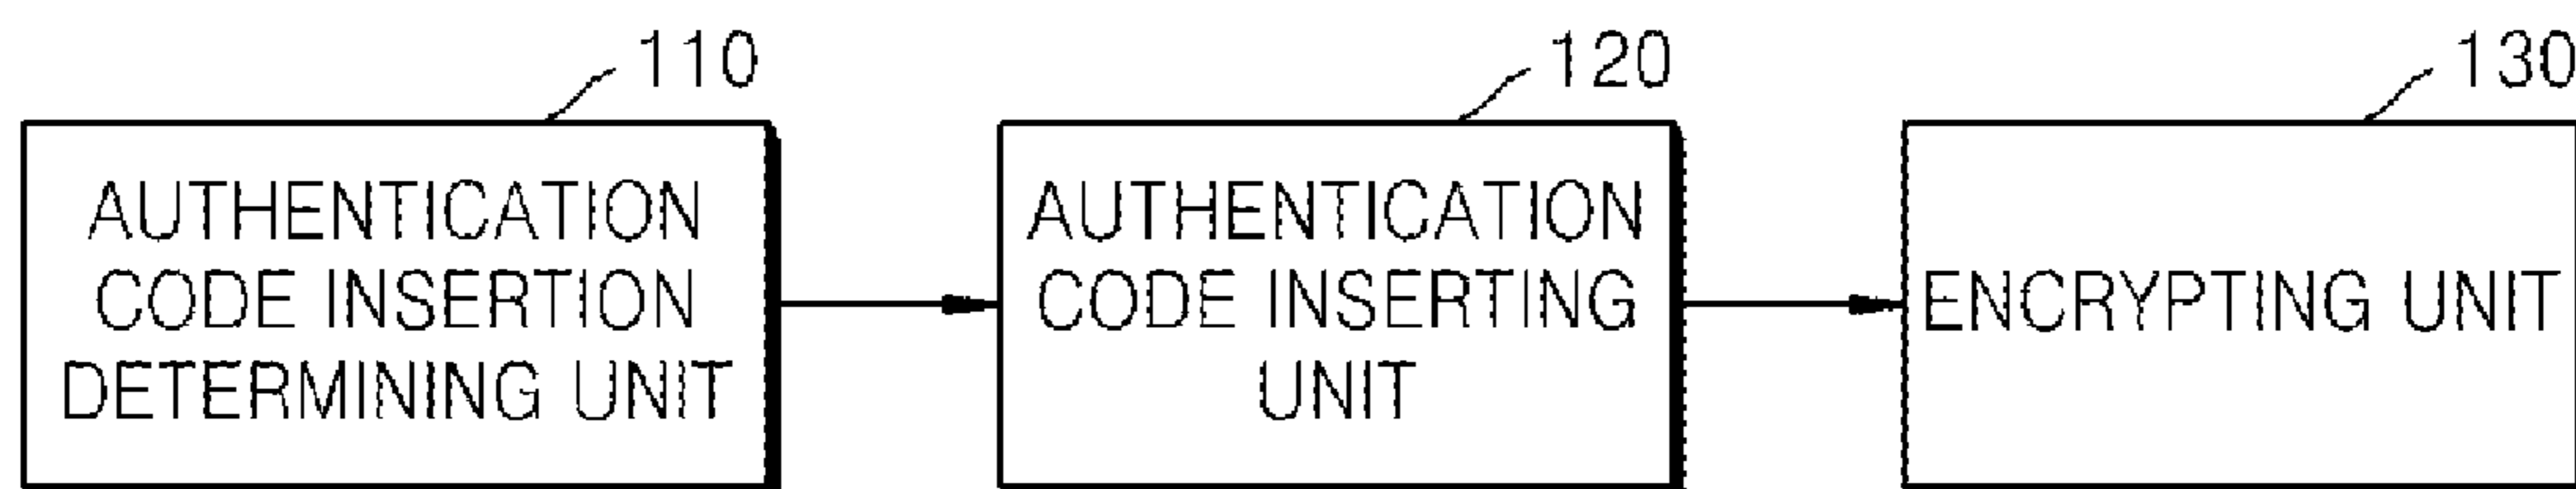 110
120
130
AUTHENTICATION
CODE INSERTION
DETERMINING UNIT
AUTHENTICATION
CODE INSERTING
UNIT
ENCRYPTING UNIT